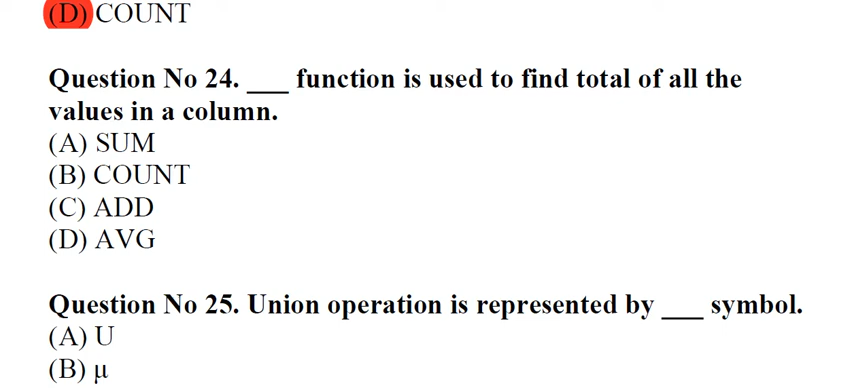 (D) COUNT
Question No 24. ___ function is used to find total of all the
values in a column.
(A) SUM
(B) COUNT
(C) ADD
(D) AVG
Question No 25. Union operation is represented by ___ symbol.
(A) U
(B) μ